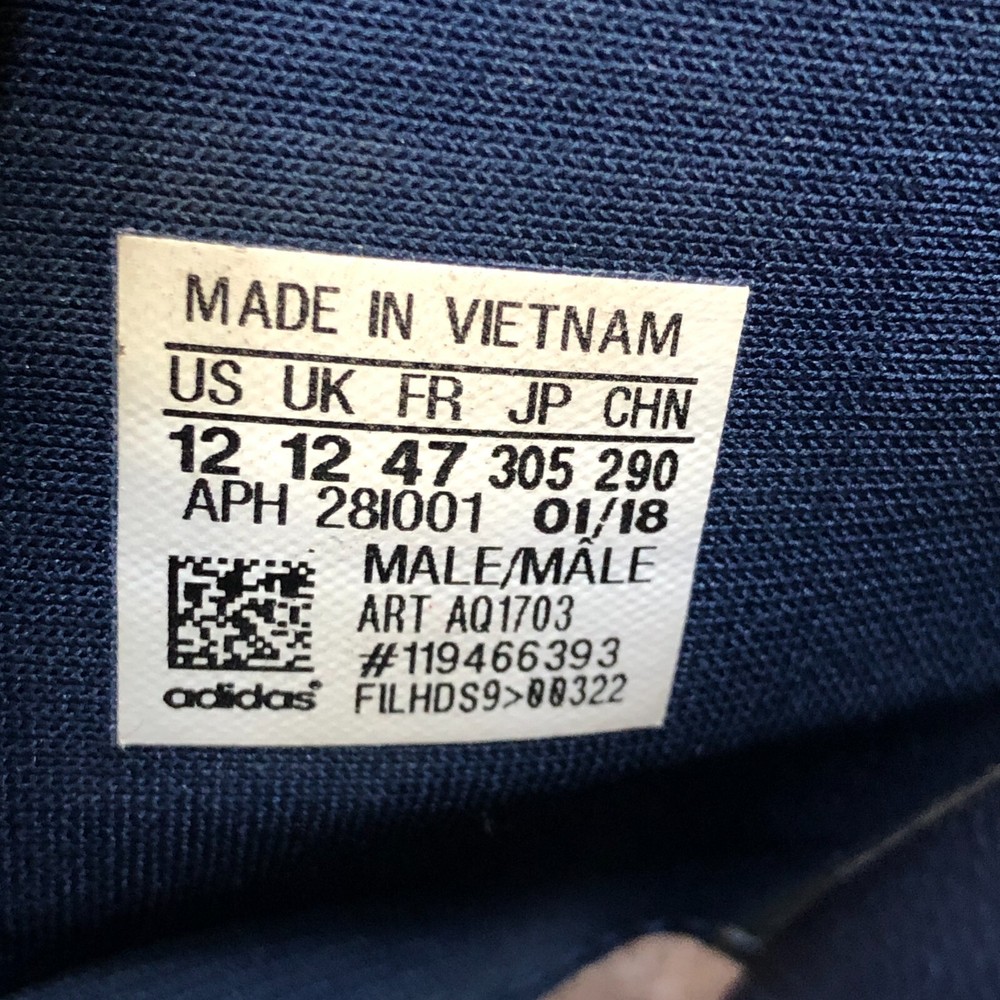 MADE IN VIETNAM
US UK FR JP CHN
12 12 47 305 290
APH 28I001 01/18
MALE/MÂLE
ART AQ1703
#119466393
adidas® FILHDS9>00322